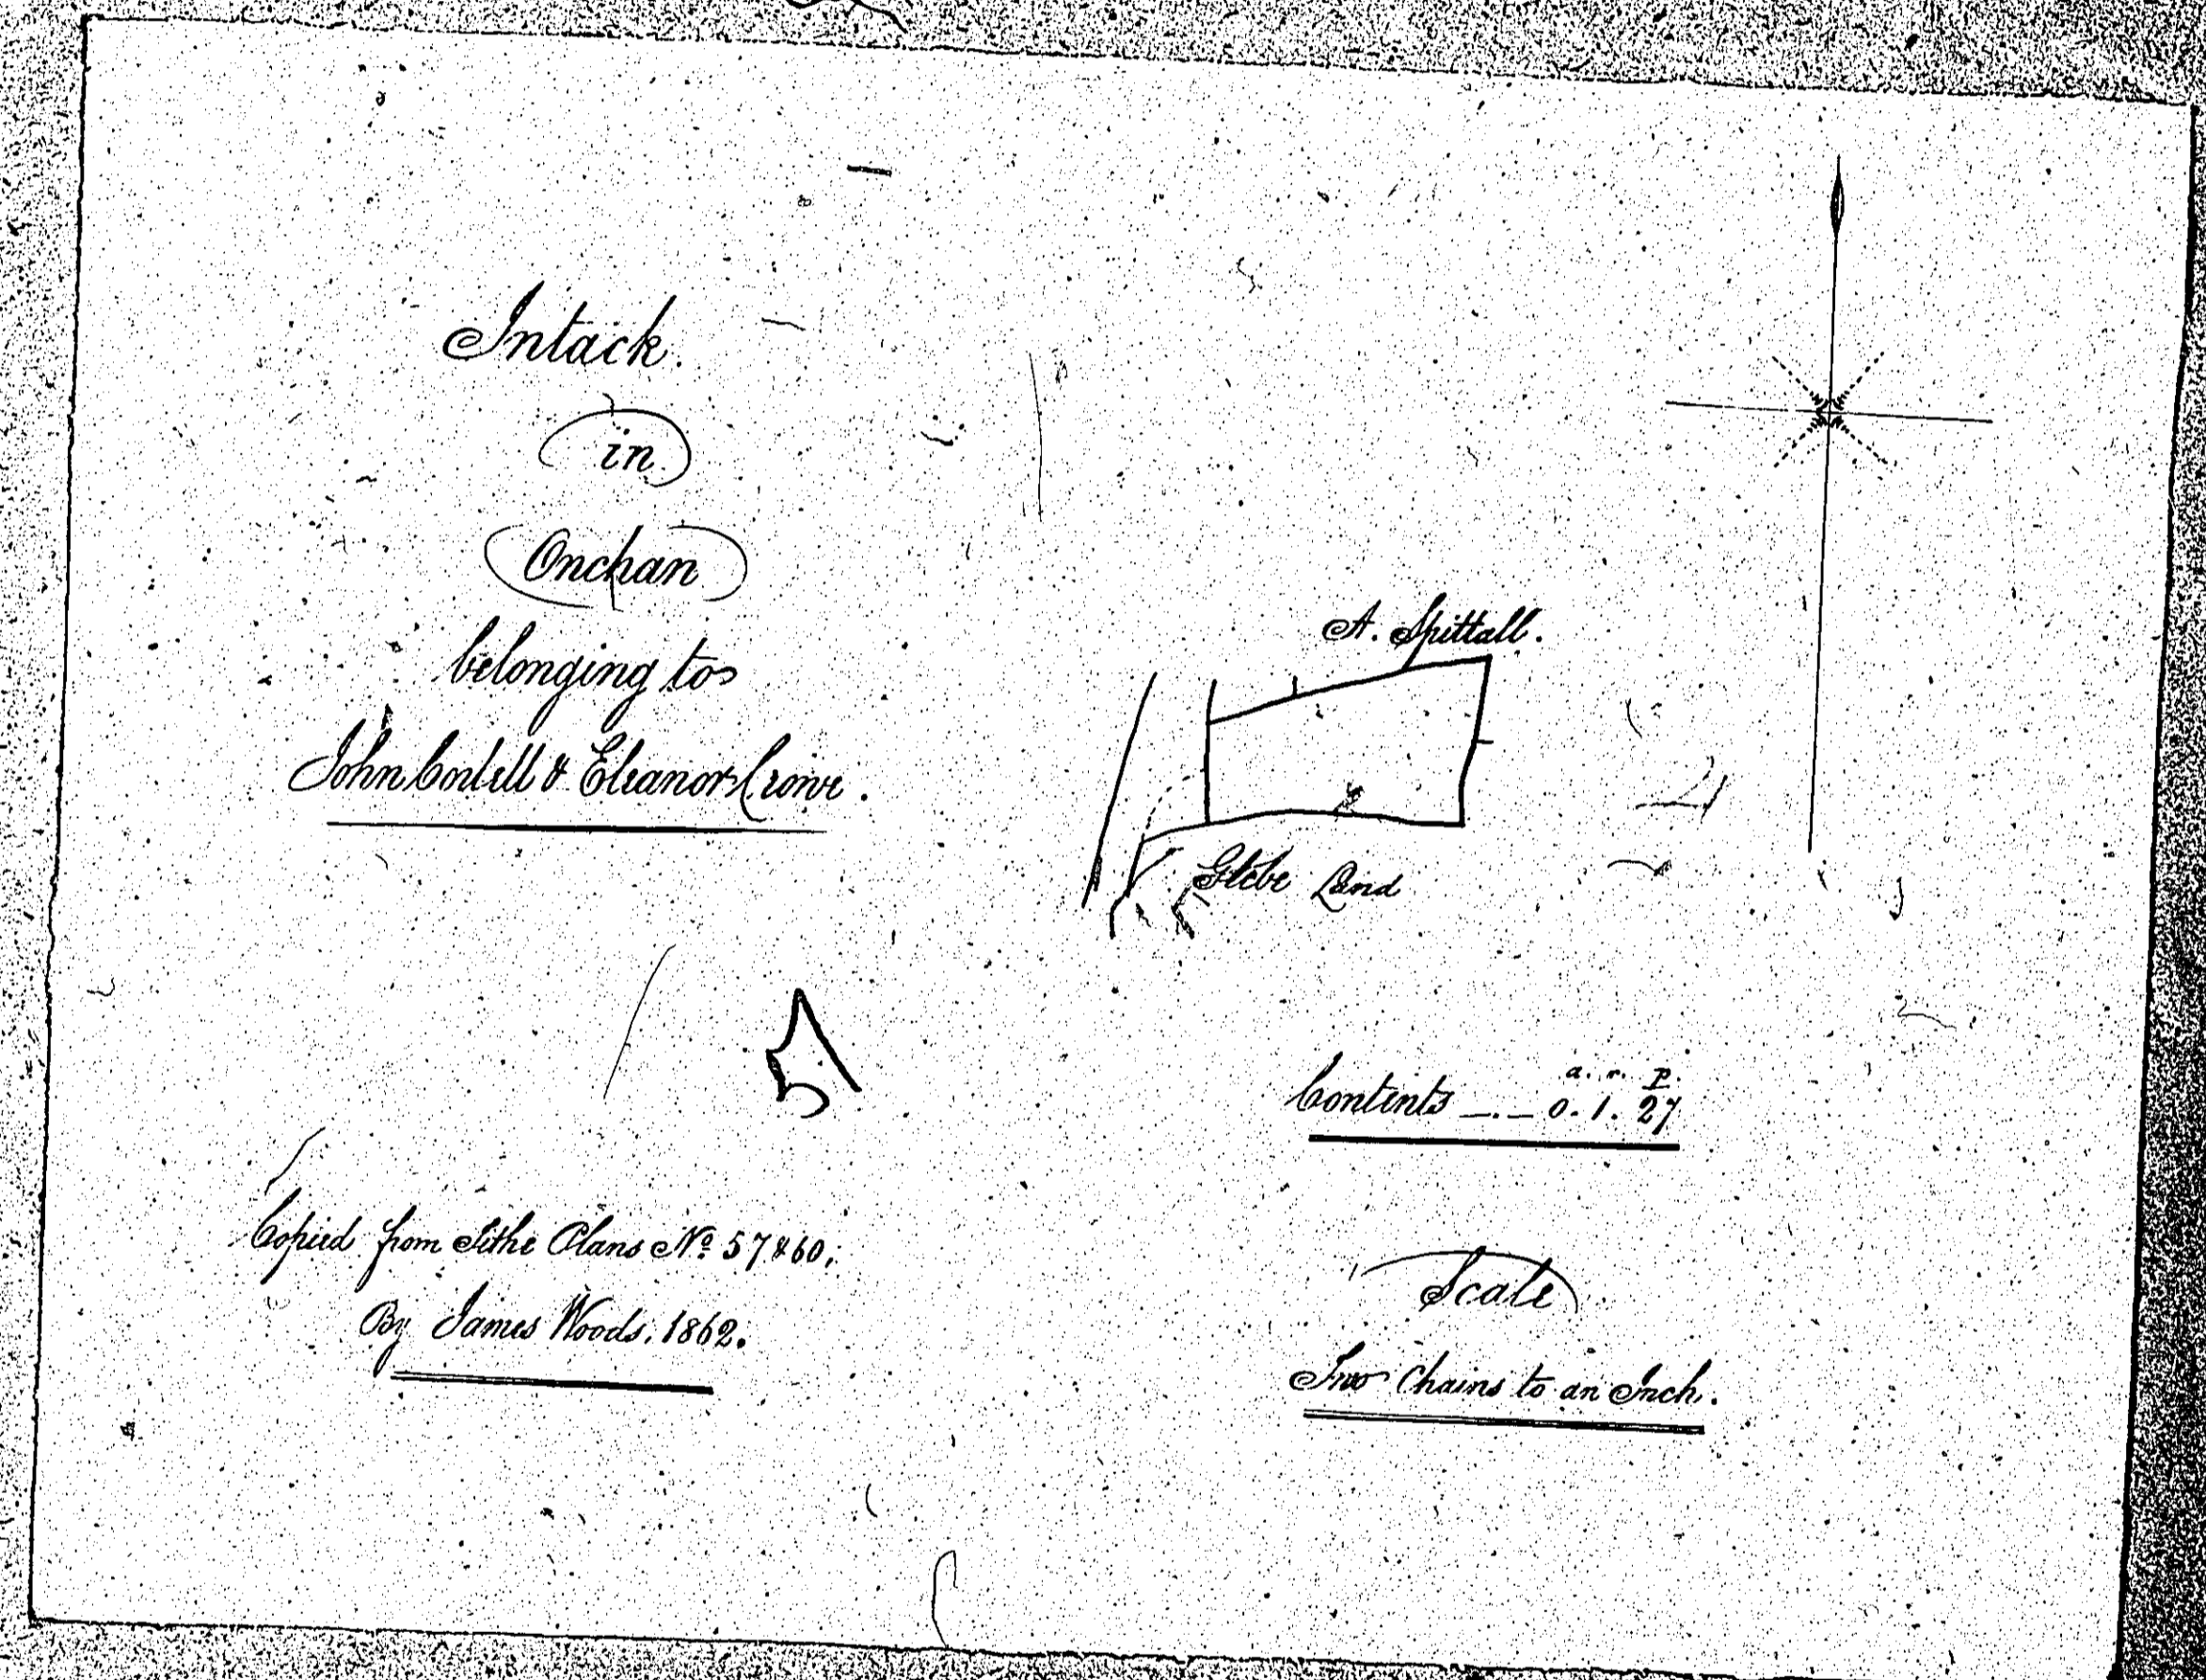 Intack.
in
Onchan
belonging to
John & Eleanor Crowe.
A. Spittall.
Glebe Land
Contents _._ 0. 1. 27
a. r. p.
Copied from Tithe Plans Nº 57 & 60,
By James Woods. 1862.
Scale
Two Chains to an Inch.